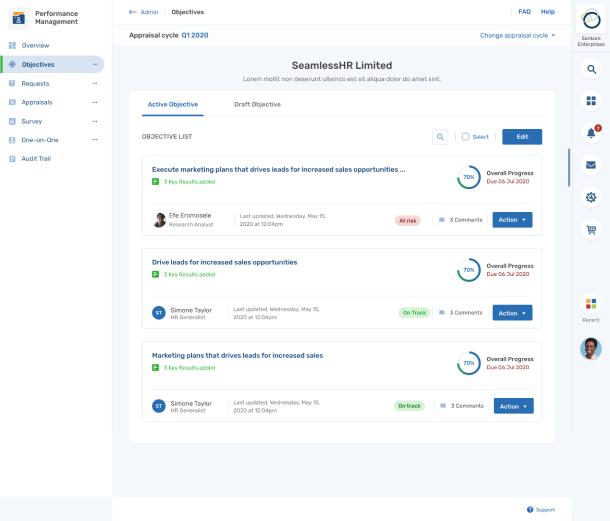 Performance
Management
Overview
Objectives
Requests
Appraisals
Survey
One-on-One
Audit Trail
Admin
Objectives
FAQ
Help
Appraisal cycle Q1 2020
Change appraisal cycle
SeamlessHR Limited
Lorem mollit non deserunt ullamco est sit aliqua dolor do amet sint.
Active Objective
Draft Objective
OBJECTIVE LIST
Select
Edit
Execute marketing plans that drives leads for increased sales opportunities ...
3 Key Results added
70%
Overall Progress
Due 06 Jul 2020
Efe Eromosele
Research Analyst
Last updated, Wednesday, May 15,
2020 at 12:04pm
At risk
3 Comments
Action
Drive leads for increased sales opportunities
3 Key Results added
70%
Overall Progress
Due 06 Jul 2020
ST
Simone Taylor
HR Generalist
Last updated, Wednesday, May 15,
2020 at 12:04pm
On Track
3 Comments
Action
Marketing plans that drives leads for increased sales
3 Key Results added
70%
Overall Progress
Due 06 Jul 2020
ST
Simone Taylor
HR Generalist
Last updated, Wednesday, May 15,
2020 at 12:04pm
On track
3 Comments
Action
Support
Sankore
Enterprises
Recent